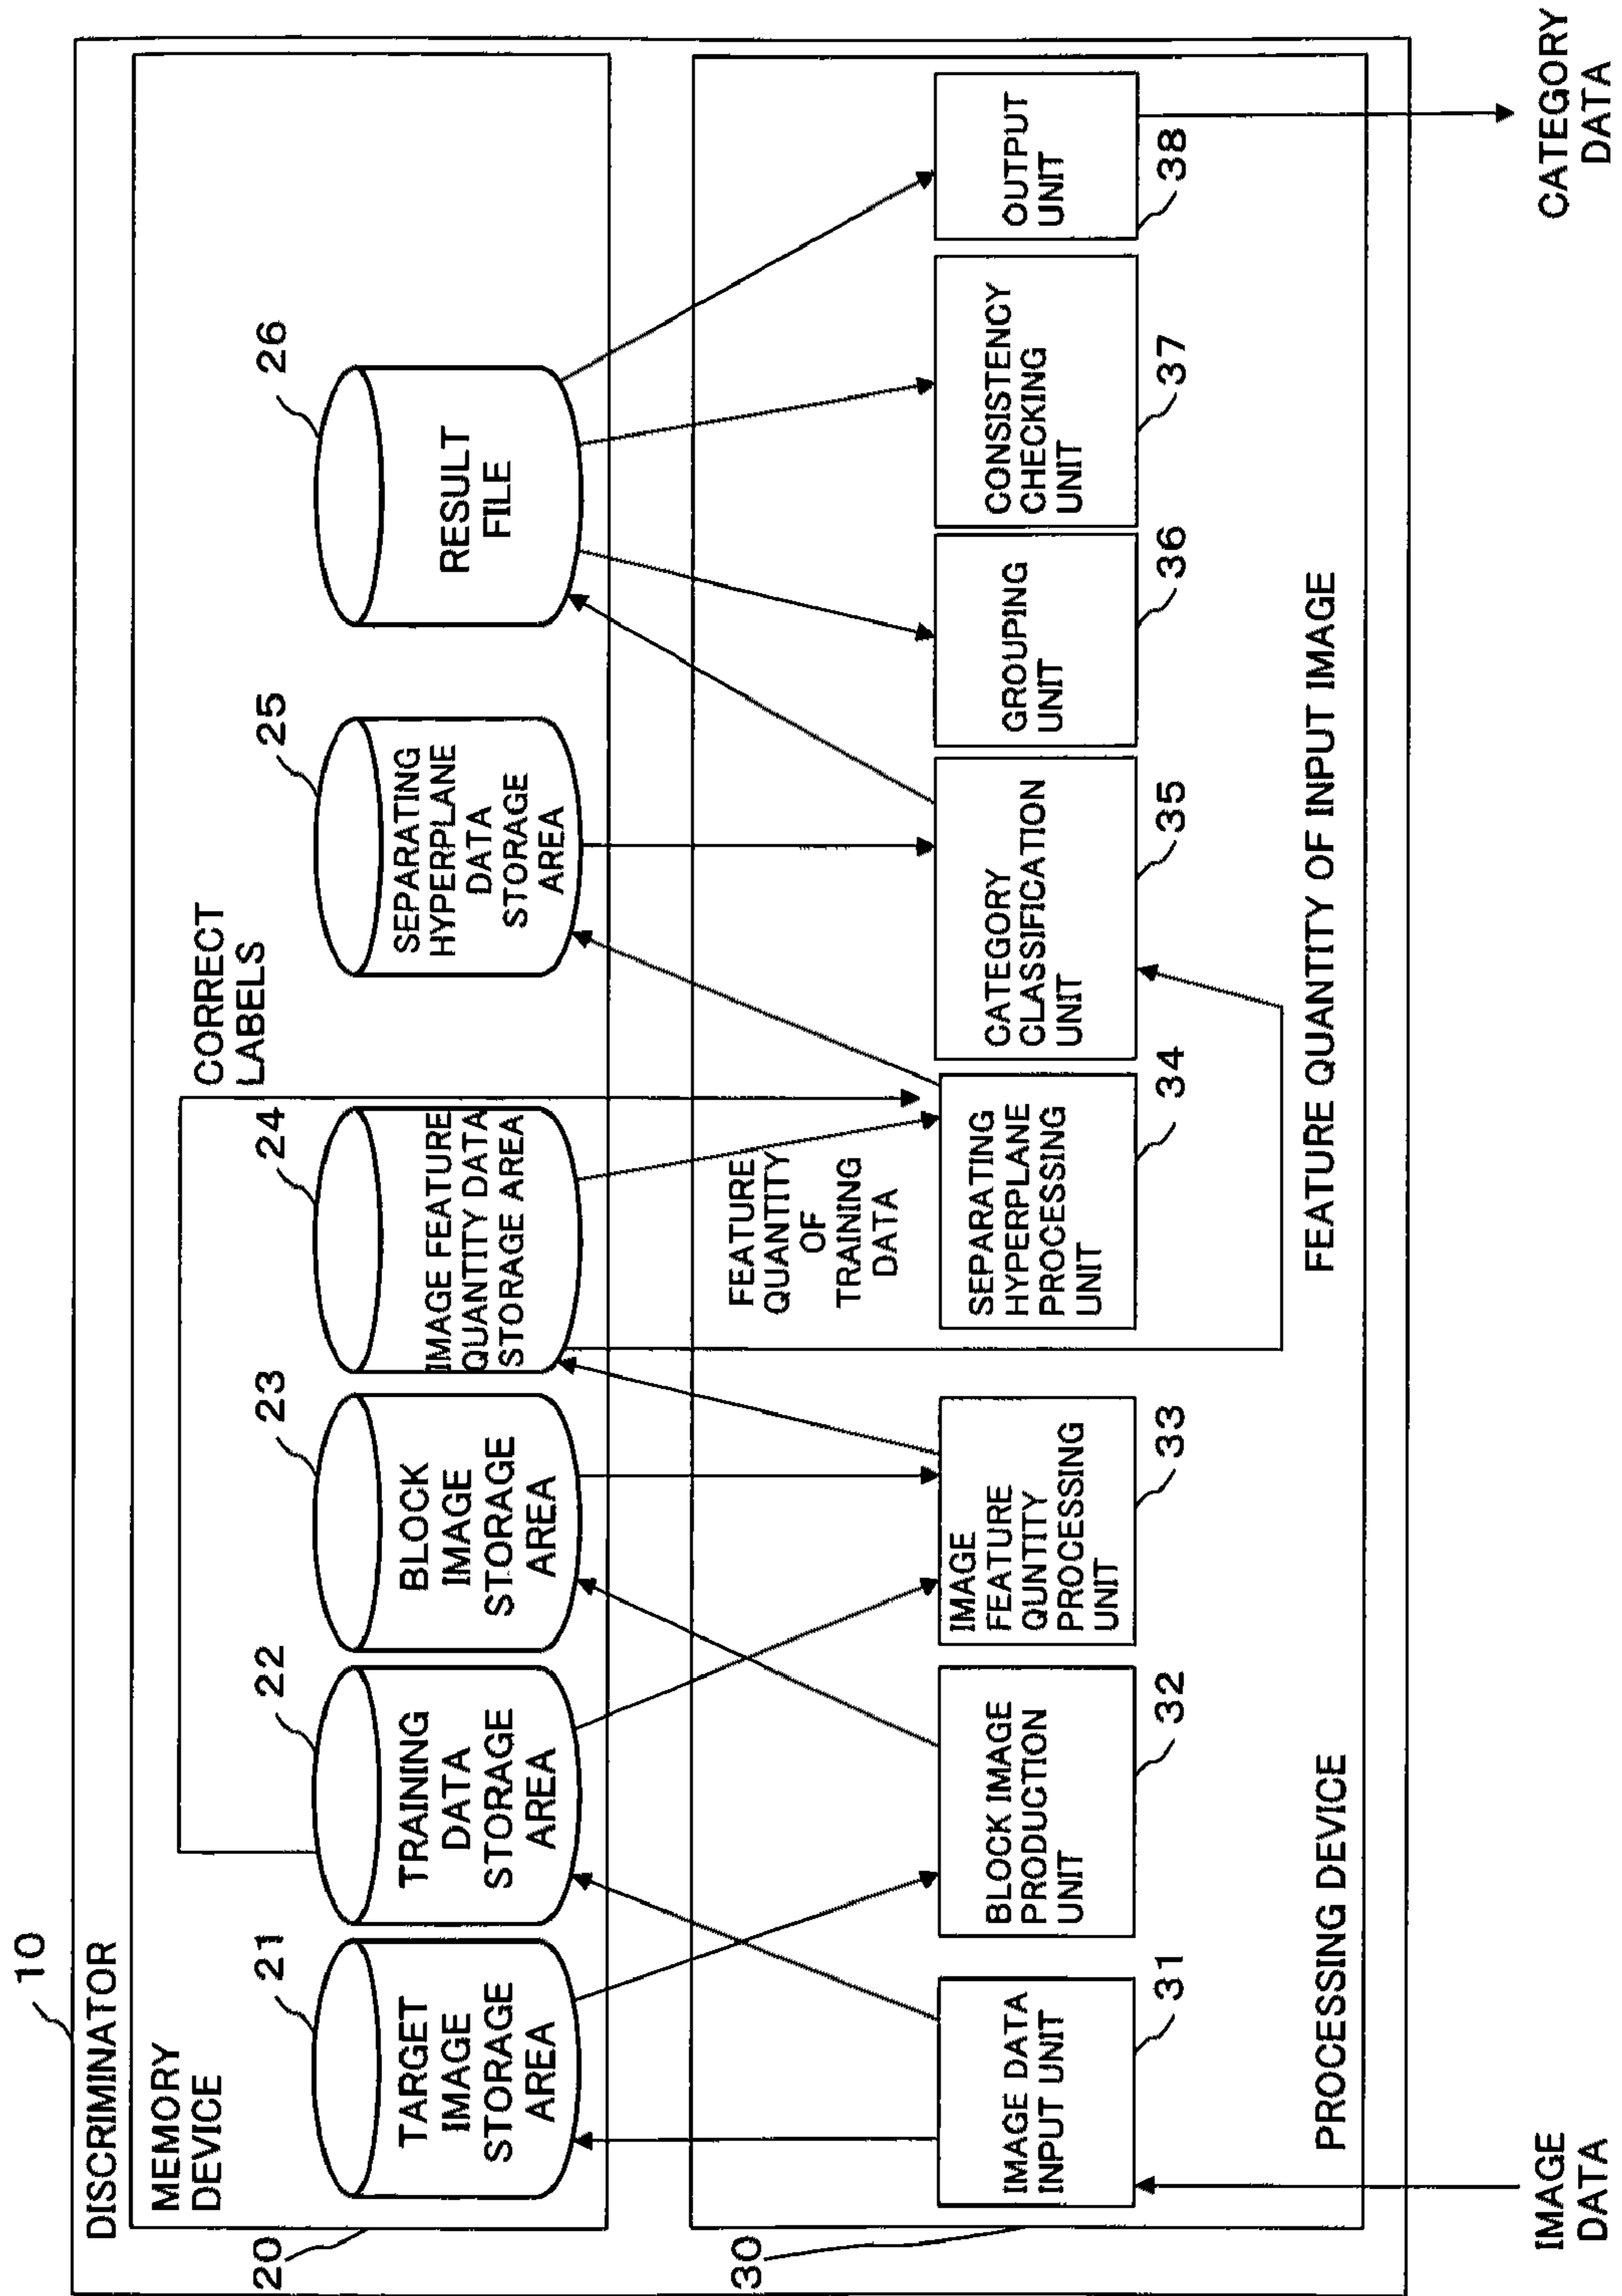 10
DISCRIMINATOR
MEMORY
DEVICE
20
21
TARGET
IMAGE
STORAGE
AREA
22
TRAINING
DATA
STORAGE
AREA
23
BLOCK
IMAGE
STORAGE
AREA
24
IMAGE FEATURE
QUANTITY DATA
STORAGE AREA
CORRECT
LABELS
25
SEPARATING
HYPERPLANE
DATA
STORAGE
AREA
26
RESULT
FILE
30
FEATURE
QUANTITY
OF
TRAINING
DATA
IMAGE DATA
INPUT UNIT
31
BLOCK IMAGE
PRODUCTION
UNIT
32
IMAGE
FEATURE
QUNTITY
PROCESSING
UNIT
33
SEPARATING
HYPERPLANE
PROCESSING
UNIT
34
CATEGORY
CLASSIFICATION
UNIT
35
GROUPING
UNIT
36
CONSISTENCY
CHECKING
UNIT
37
OUTPUT
UNIT
38
FEATURE QUANTITY OF INPUT IMAGE
PROCESSING DEVICE
IMAGE
DATA
CATEGORY
DATA